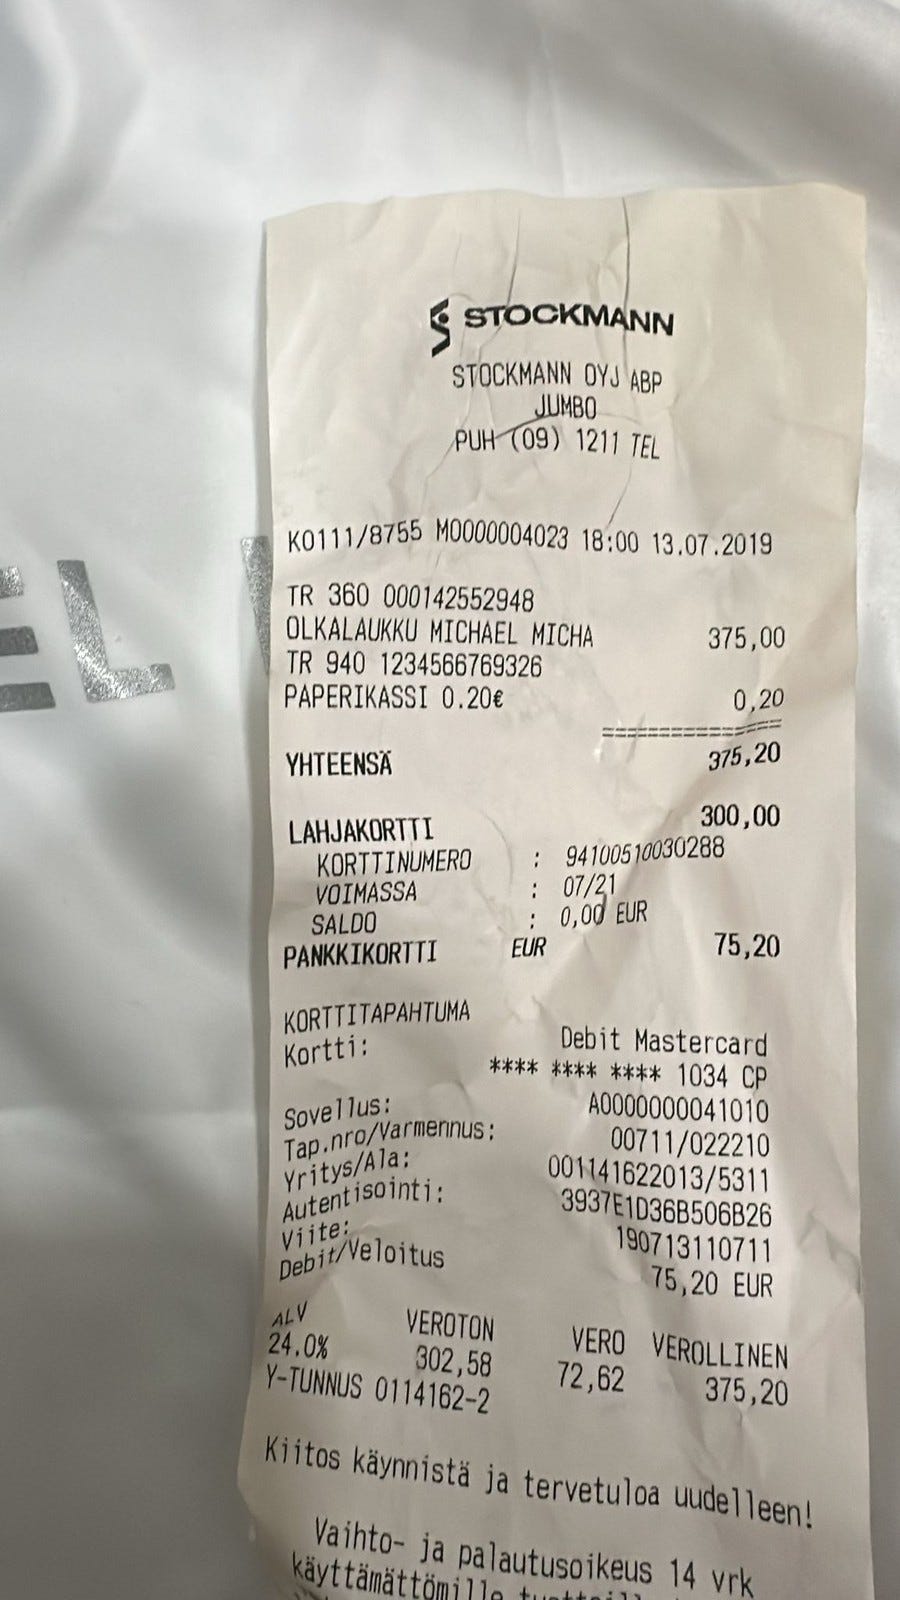 STOCKMANN
STOCKMANN OYJ ABP
JUMBO
PUH (09) 1211 TEL
K0111/8755 M0000004023 18:00 13.07.2019
TR 360 000142552948
OLKALAUKKU MICHAEL MICHA 375,00
TR 940 1234566769326
PAPERIKASSI 0.20€ 0,20
=============
YHTEENSÄ 375,20
LAHJAKORTTI 300,00
KORTTINUMERO : 94100510030288
VOIMASSA : 07/21
SALDO : 0,00 EUR
PANKKIKORTTI EUR 75,20
KORTTITAPAHTUMA
Kortti: Debit Mastercard
**** **** **** 1034 CP
Sovellus: A0000000041010
Tap.nro/Varmennus: 00711/022210
Yritys/Ala: 001141622013/5311
Autentisointi: 3937E1D36B506B26
Viite: 190713110711
Debit/Veloitus 75,20 EUR
ALV VEROTON VERO VEROLLINEN
24.0% 302,58 72,62 375,20
Y-TUNNUS 0114162-2
Kiitos käynnistä ja tervetuloa uudelleen!
Vaihto- ja palautusoikeus 14 vrk
käyttämättömille
EL